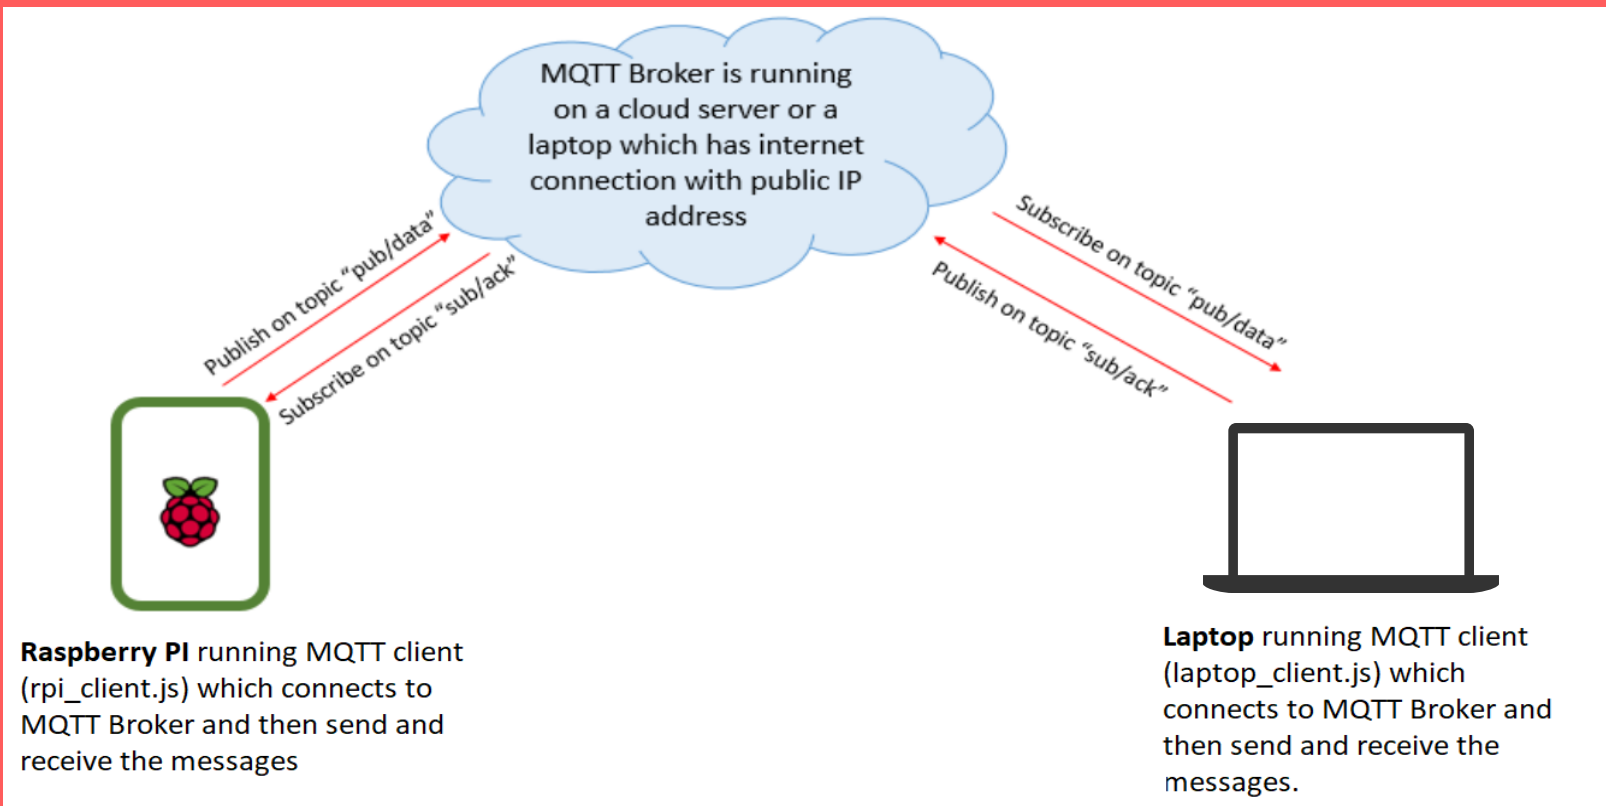 MQTT Broker is running
on a cloud server or a
laptop which has internet
connection with public IP
address
Publish on topic “pub/data”
Subscribe on topic “sub/ack”
Subscribe on topic “pub/data”
Publish on topic “sub/ack”
Raspberry PI running MQTT client
(rpi_client.js) which connects to
MQTT Broker and then send and
receive the messages
Laptop running MQTT client
(laptop_client.js) which
connects to MQTT Broker and
then send and receive the
messages.